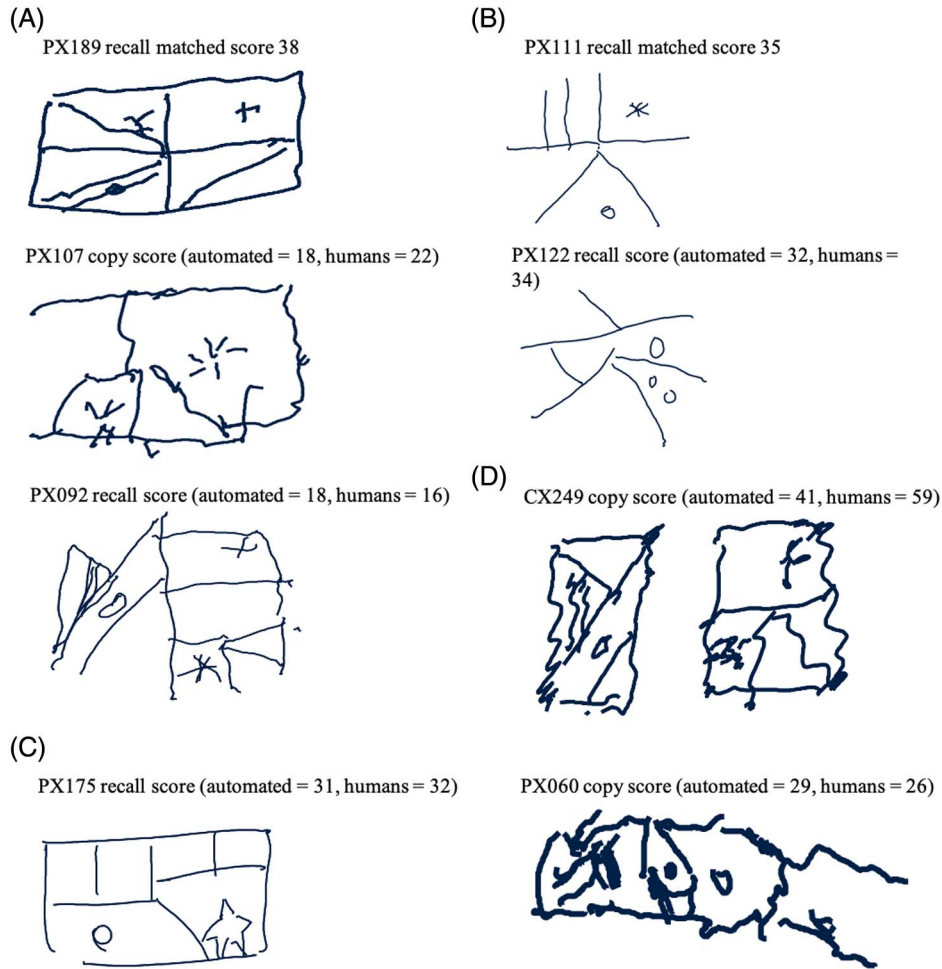 (A)
PX189 recall matched score 38
PX107 copy score (automated = 18, humans = 22)
PX092 recall score (automated = 18, humans = 16)
(B)
PX111 recall matched score 35
PX122 recall score (automated = 32, humans =
34)
(C)
PX175 recall score (automated = 31, humans = 32)
(D)
CX249 copy score (automated = 41, humans = 59)
PX060 copy score (automated = 29, humans = 26)